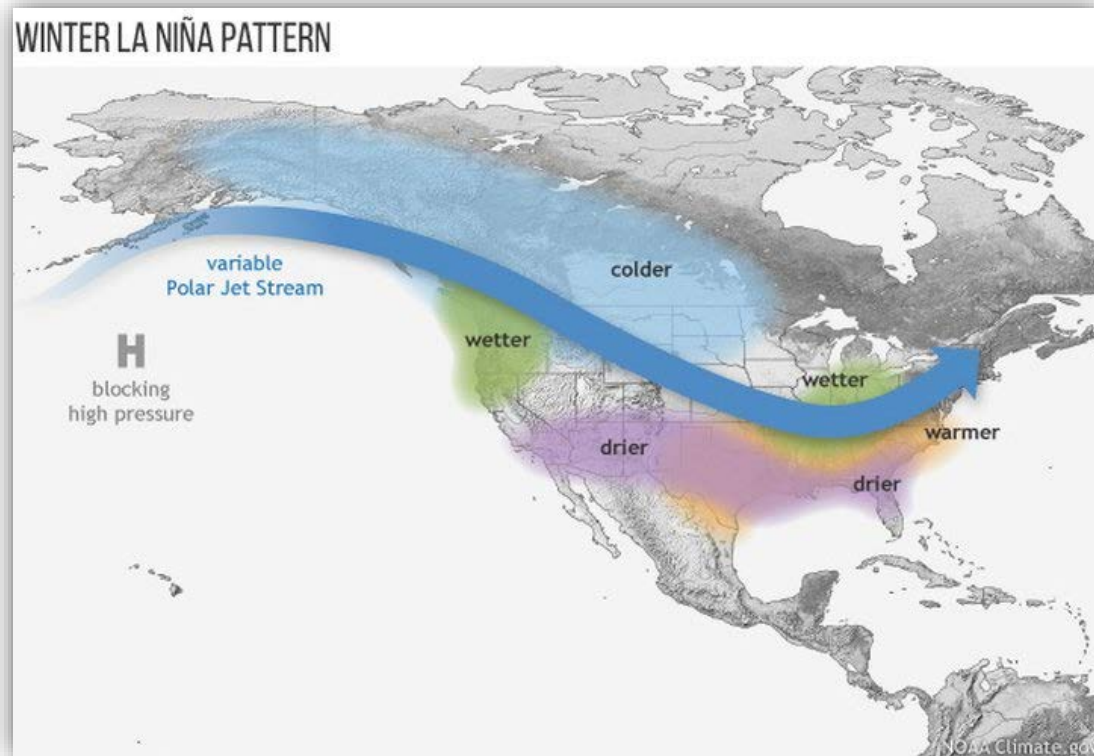 WINTER LA NIÑA PATTERN
variable
Polar Jet Stream
colder
H
blocking
high pressure
wetter
wetter
warmer
drier
drier
NOAA Climate.gov